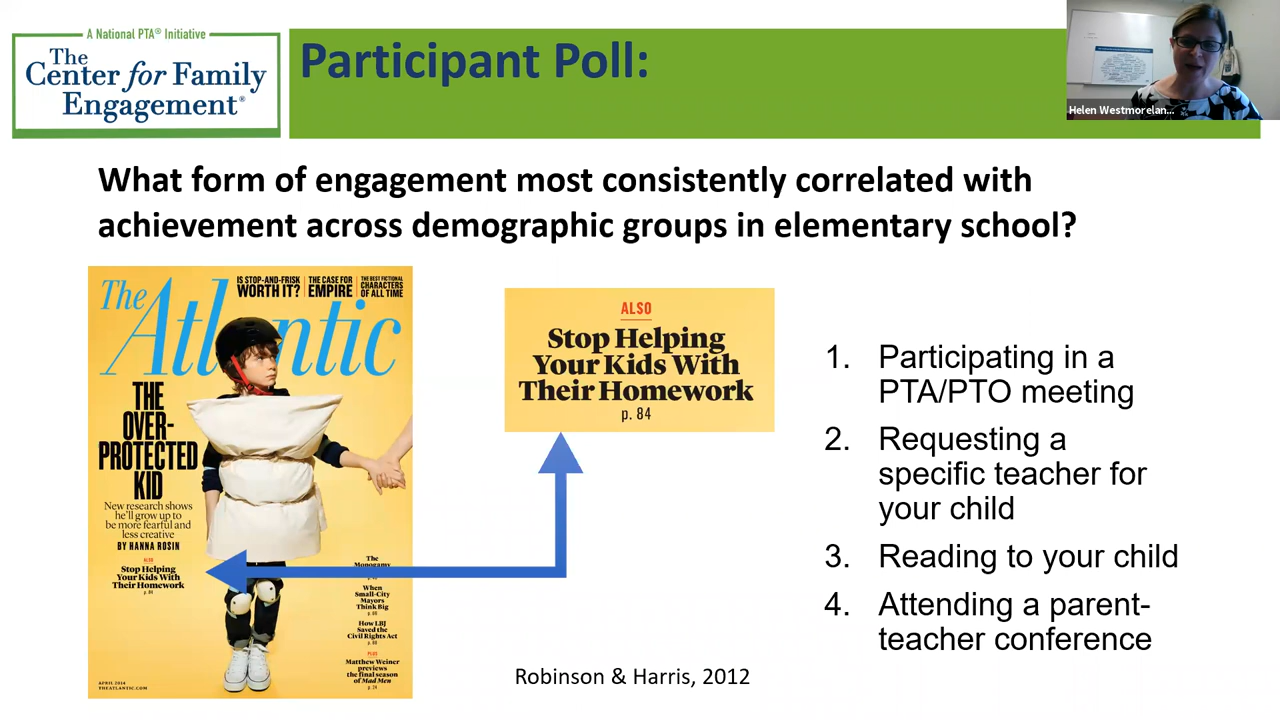 A National PTA® Initiative
The
Center for Family
Engagement®
Participant Poll:
Helen Westmorelan...
What form of engagement most consistently correlated with
achievement across demographic groups in elementary school?
The
Atlantic
IS STOP-AND-FRISK
WORTH IT?
THE CASE FOR
EMPIRE
THE BEST FICTIONAL
CHARACTERS
OF ALL TIME
THE
OVER-
PROTECTED
KID
New research shows
he'll grow up to
be more fearful and
less creative
BY HANNA ROSIN
ALSO
Stop Helping
Your Kids With
Their Homework
p. 84
The
Monogamy
When
Small-City
Mayors
Think Big
How LBJ
Saved the
Civil Rights Act
PLUS
Matthew Weiner
previews
the final season
of Mad Men
APRIL 2014
THEATLANTIC.COM
ALSO
Stop Helping
Your Kids With
Their Homework
p. 84
1. Participating in a
PTA/PTO meeting
2. Requesting a
specific teacher for
your child
3. Reading to your child
4. Attending a parent-
teacher conference
Robinson & Harris, 2012